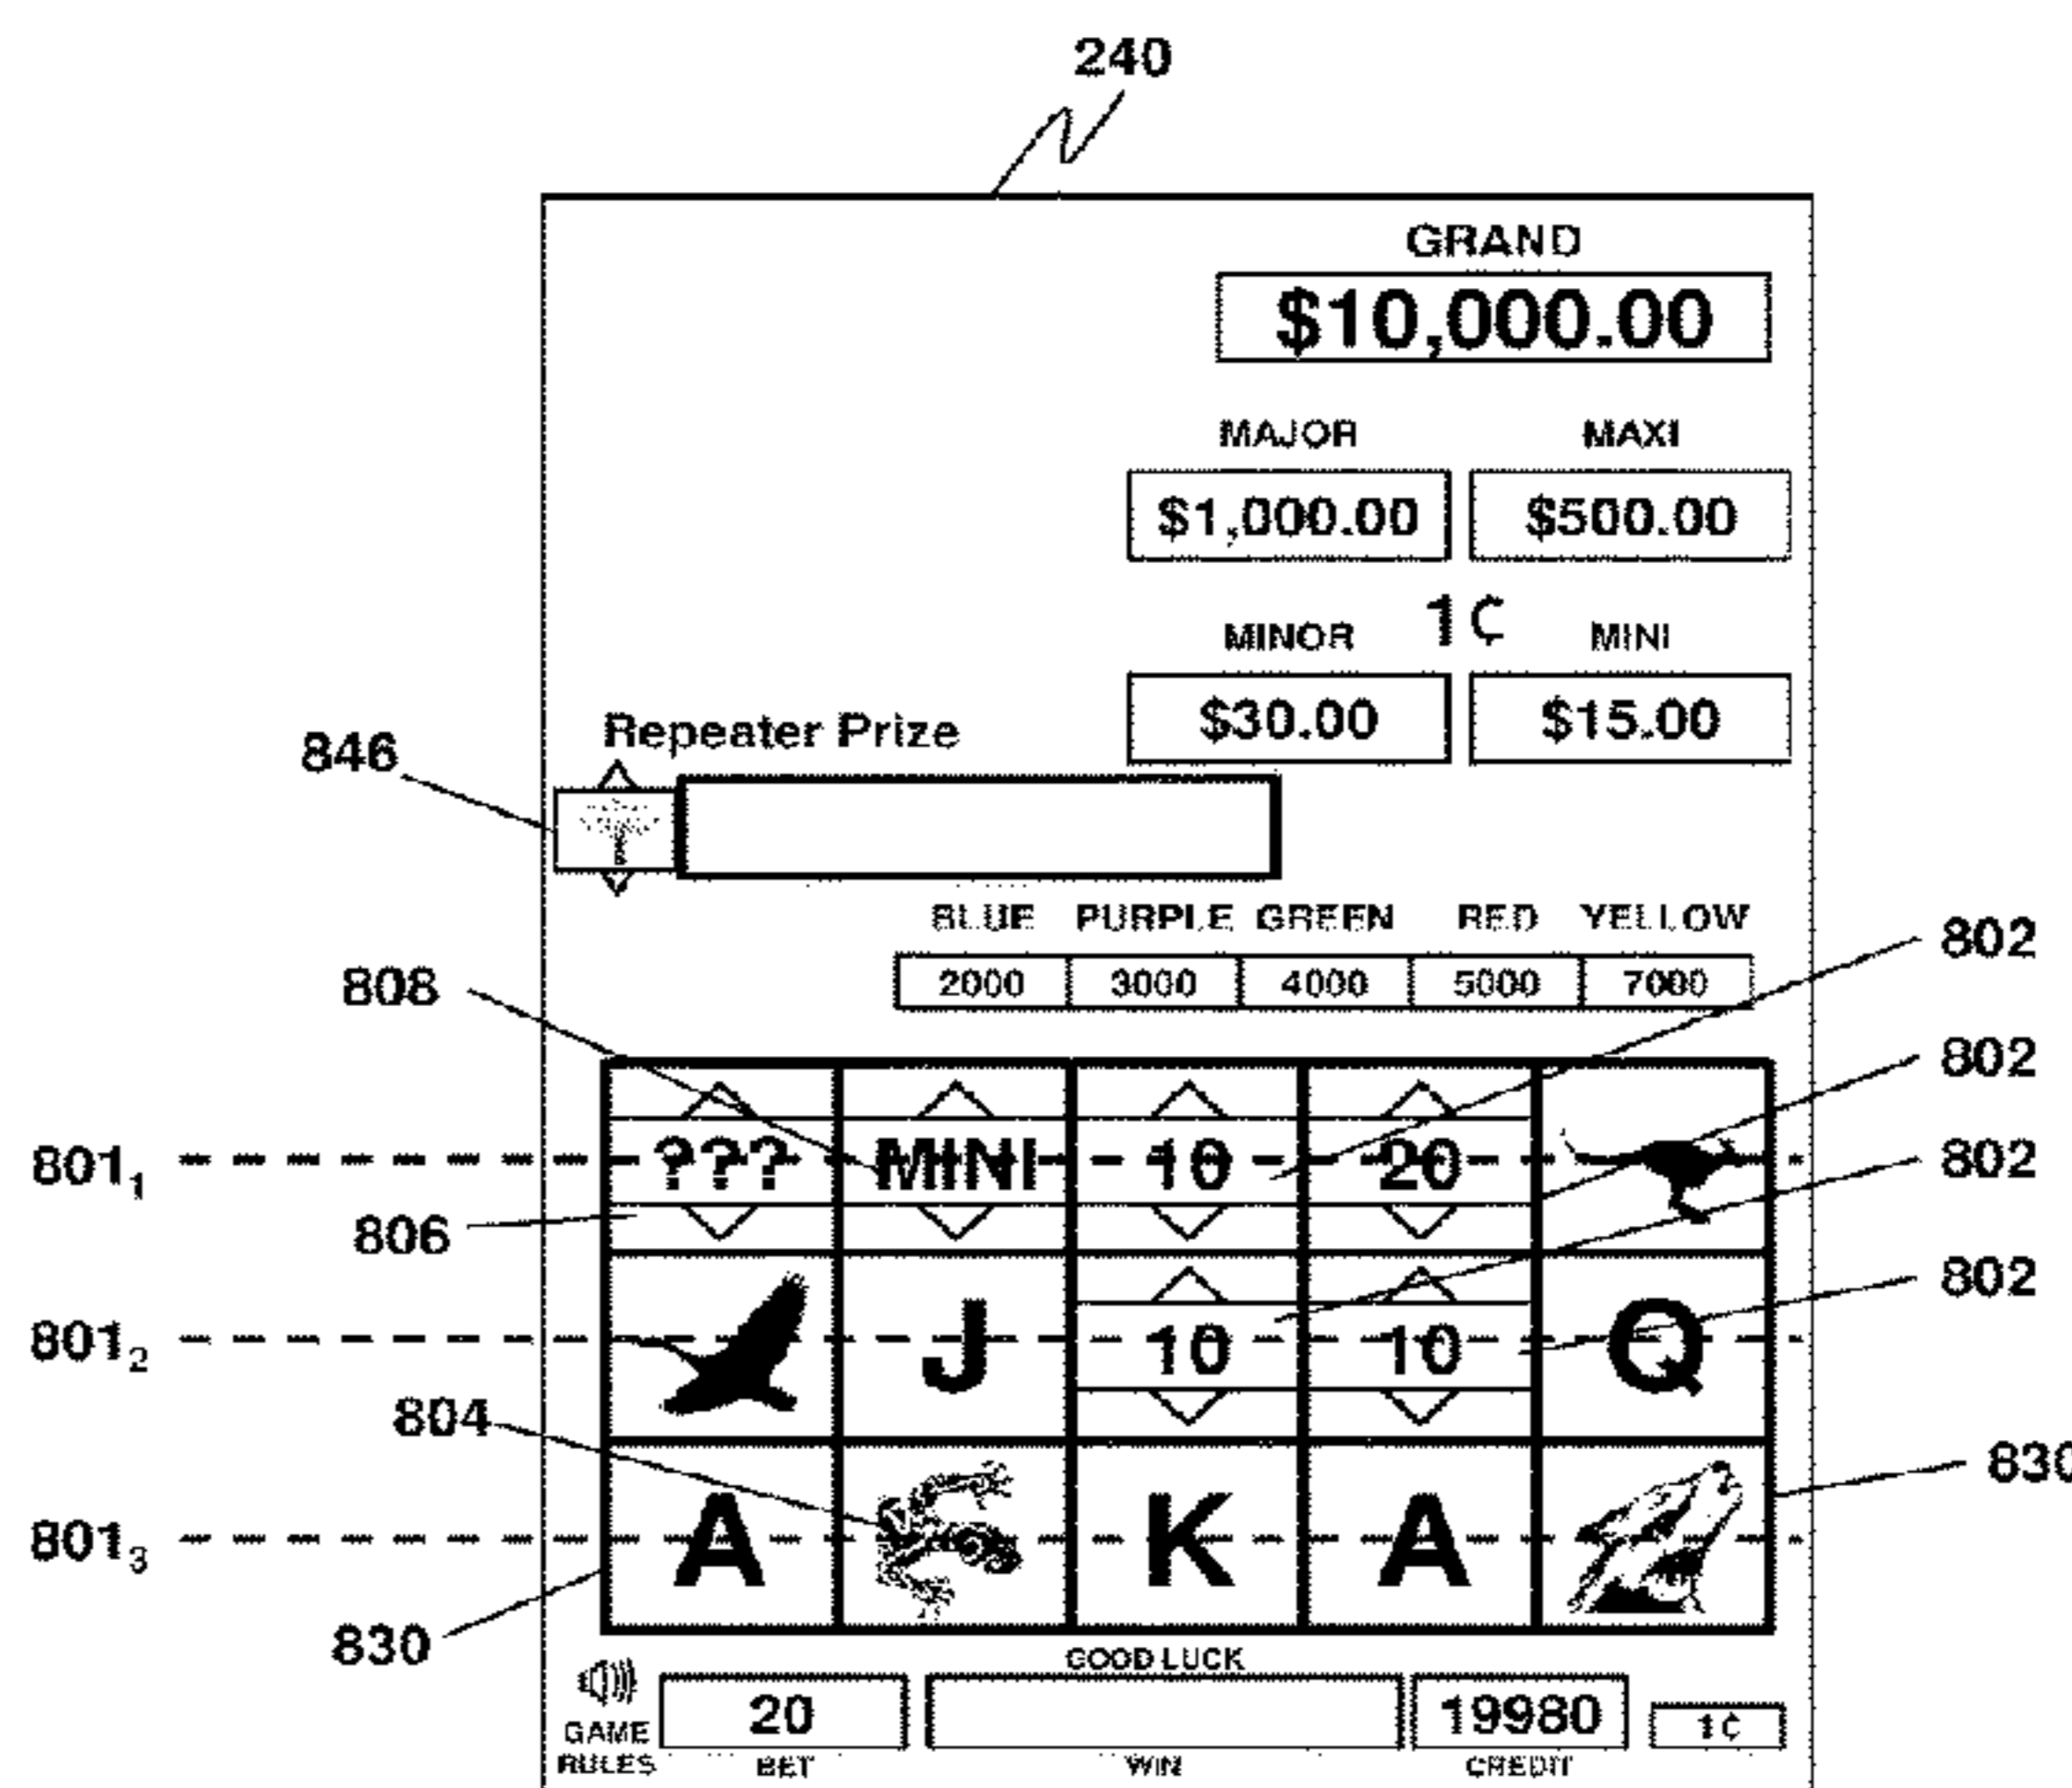 240
GRAND
$10,000.00
MAJOR MAXI
$1,000.00 $500.00
1¢
MINOR MINI
$30.00 $15.00
Repeater Prize
846
BLUE PURPLE GREEN RED YELLOW
802
2000 3000 4000 5000 7000
808
802
801₁ ??? MINI 10 20
802
806
802
801₂ J 10 10 Q
804
830
801₃ A K A
830
GOOD LUCK
20 19980 1¢
GAME RULES BET WIN CREDIT